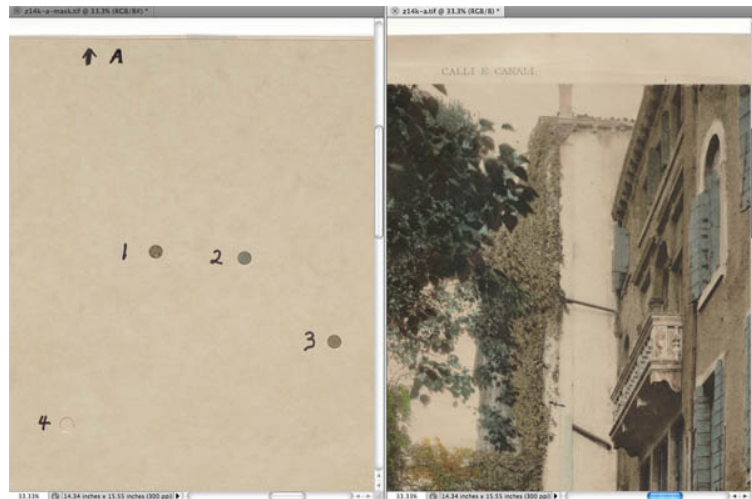 z14k-a-mask.tif @ 33.3% (RGB/8#) *
↑ A
1
2
3
4
33.33%
14.34 inches x 15.55 inches (300 ppi)
z14k-a.tif @ 33.3% (RGB/8) *
CALLI E CANALI
33.33%
14.34 inches x 15.55 inches (300 ppi)